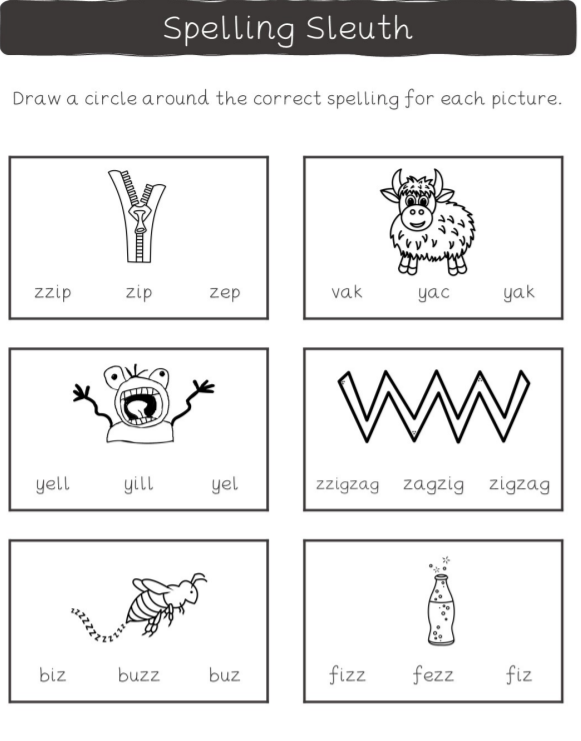 Spelling Sleuth
Draw a circle around the correct spelling for each picture.
zzip zip zep
vak yac yak
yell yill yel
zzigzag zagzig zigzag
zzzzzzzzzz
biz buzz buz
fizz fezz fiz